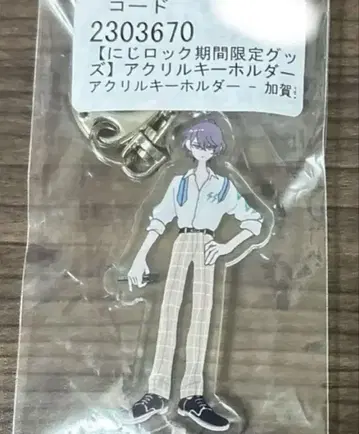 コード
2303670
【にじロック期間限定グッ
ズ】アクリルキーホルダー
アクリルキーホルダー － 加賀